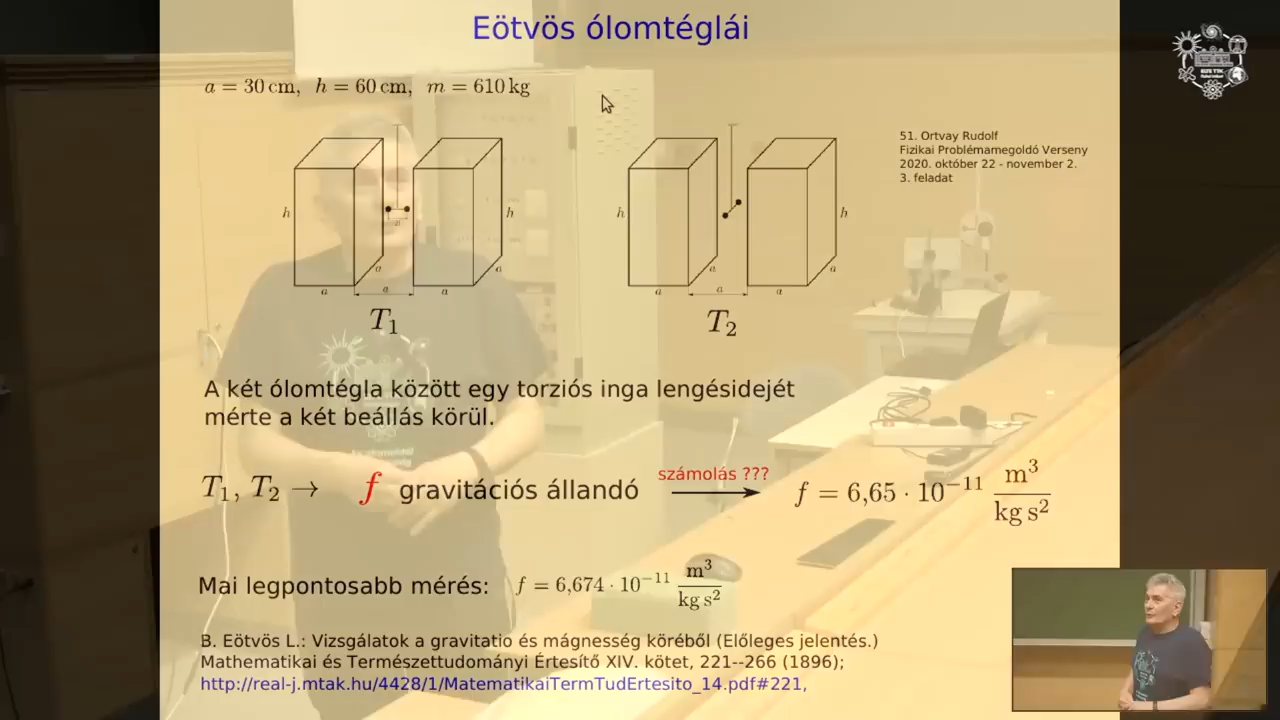 Eötvös ólomtéglái
a = 30 cm, h = 60 cm, m = 610 kg
51. Ortvay Rudolf
Fizikai Problémamegoldó Verseny
2020. október 22 - november 2.
3. feladat
h h h h
a a a a
a a a a a a
T₁ T₂
A két ólomtégla között egy torziós inga lengésidejét
mérte a két beállás körül.
T₁, T₂ → f gravitációs állandó számolás ??? f = 6,65 · 10⁻¹¹ m³/kg s²
Mai legpontosabb mérés: f = 6,674 · 10⁻¹¹ m³/kg s²
B. Eötvös L.: Vizsgálatok a gravitatio és mágnesség köréből (Előleges jelentés.)
Mathematikai és Természettudományi Értesítő XIV. kötet, 221--266 (1896);
http://real-j.mtak.hu/4428/1/MatematikaiTermTudErtesito_14.pdf#221,